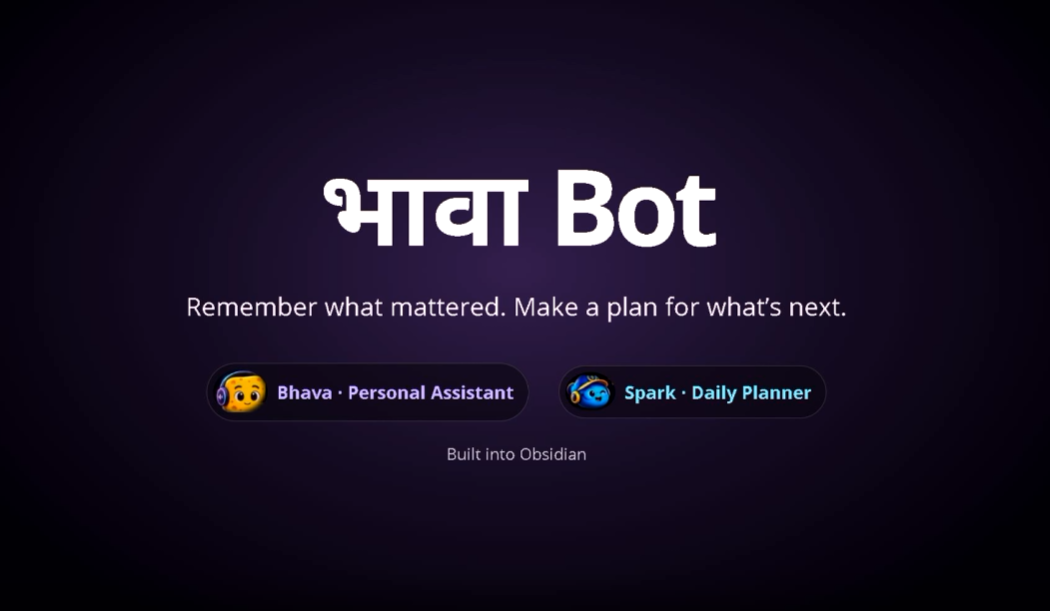 भावा Bot
Remember what mattered. Make a plan for what’s next.
Bhava · Personal Assistant
Spark · Daily Planner
Built into Obsidian